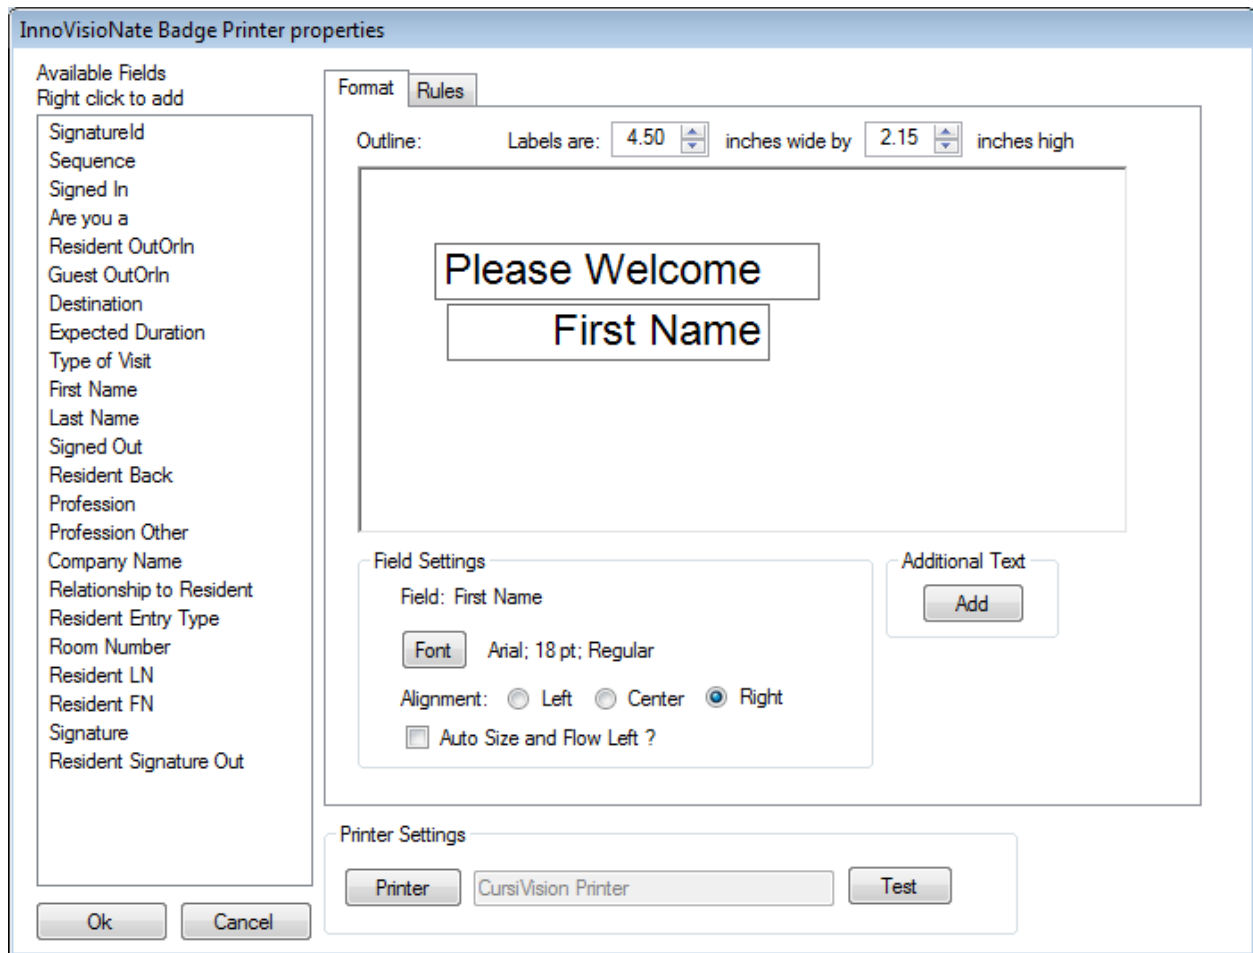 InnoVisioNate Badge Printer properties
Available Fields
Right click to add
SignatureId
Sequence
Signed In
Are you a
Resident OutOrIn
Guest OutOrIn
Destination
Expected Duration
Type of Visit
First Name
Last Name
Signed Out
Resident Back
Profession
Profession Other
Company Name
Relationship to Resident
Resident Entry Type
Room Number
Resident LN
Resident FN
Signature
Resident Signature Out
Ok Cancel
Format Rules
Outline: Labels are: 4.50 inches wide by 2.15 inches high
Please Welcome
First Name
Field Settings
Field: First Name
Font Arial; 18 pt; Regular
Alignment: Left Center Right
Auto Size and Flow Left ?
Additional Text
Add
Printer Settings
Printer CursiVision Printer Test